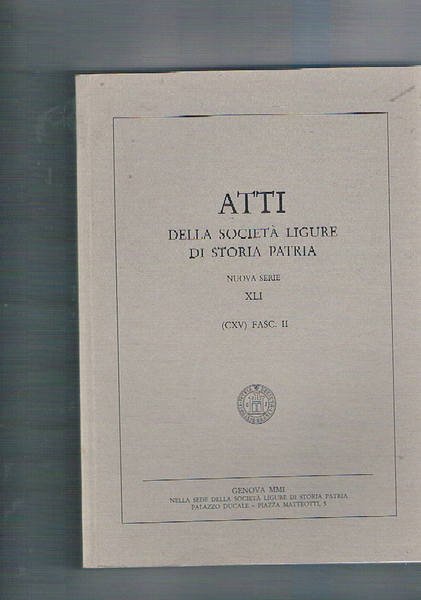 ATTI
DELLA SOCIETÀ LIGURE
DI STORIA PATRIA
NUOVA SERIE
XLI
(CXV) FASC. II
GENOVA MMI
NELLA SEDE DELLA SOCIETÀ LIGURE DI STORIA PATRIA
PALAZZO DUCALE – PIAZZA MATTEOTTI, 5